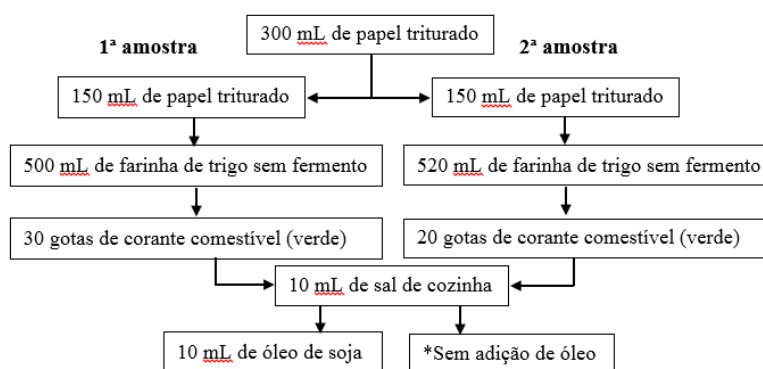 300 mL de papel triturado
1ª amostra
2ª amostra
150 mL de papel triturado
150 mL de papel triturado
500 mL de farinha de trigo sem fermento
520 mL de farinha de trigo sem fermento
30 gotas de corante comestível (verde)
20 gotas de corante comestível (verde)
10 mL de sal de cozinha
10 mL de óleo de soja
*Sem adição de óleo